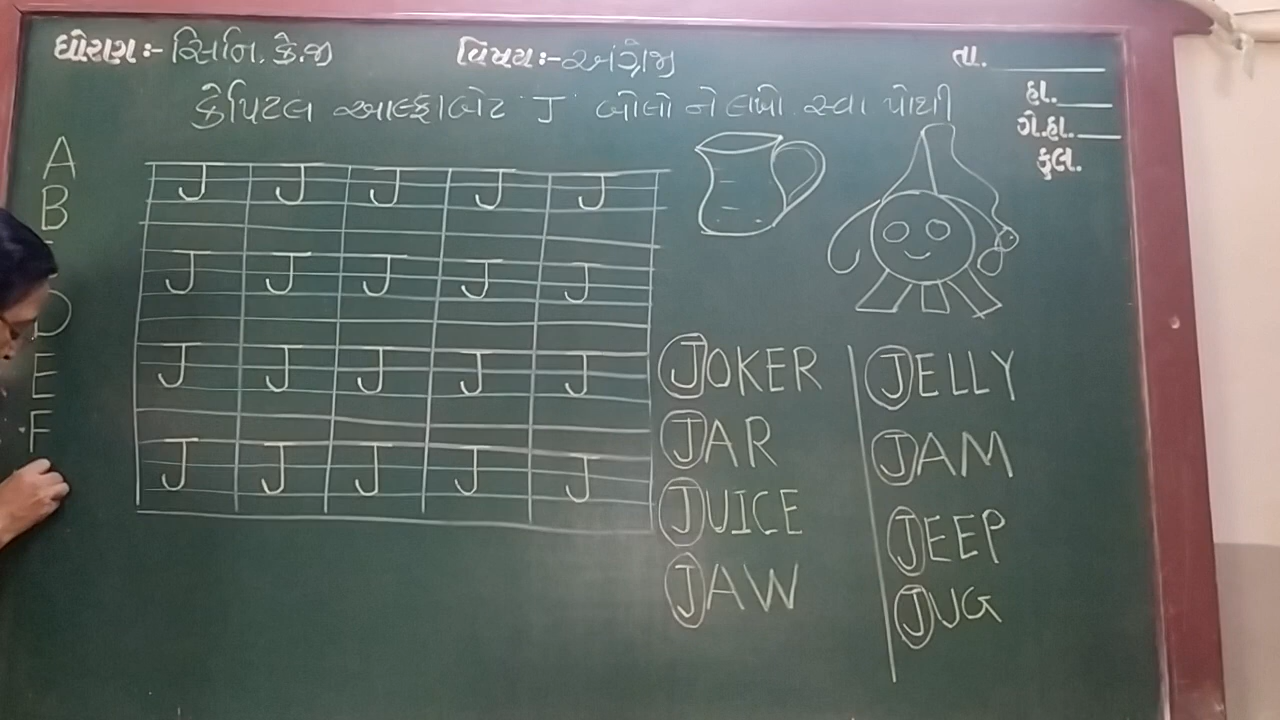 ધોરણ:- સિનિ. કે.જી વિષય:- અંગ્રેજી તા.
હા.
ગે.હા.
કુલ.
કેપિટલ આલ્ફાબેટ J બોલો ને લખો. સ્વા પોથી
A
B
D
E
F
J J J J J
J J J J J
J J J J J
J J J J J
JOKER JELLY
JAR JAM
JUICE JEEP
JAW JUG